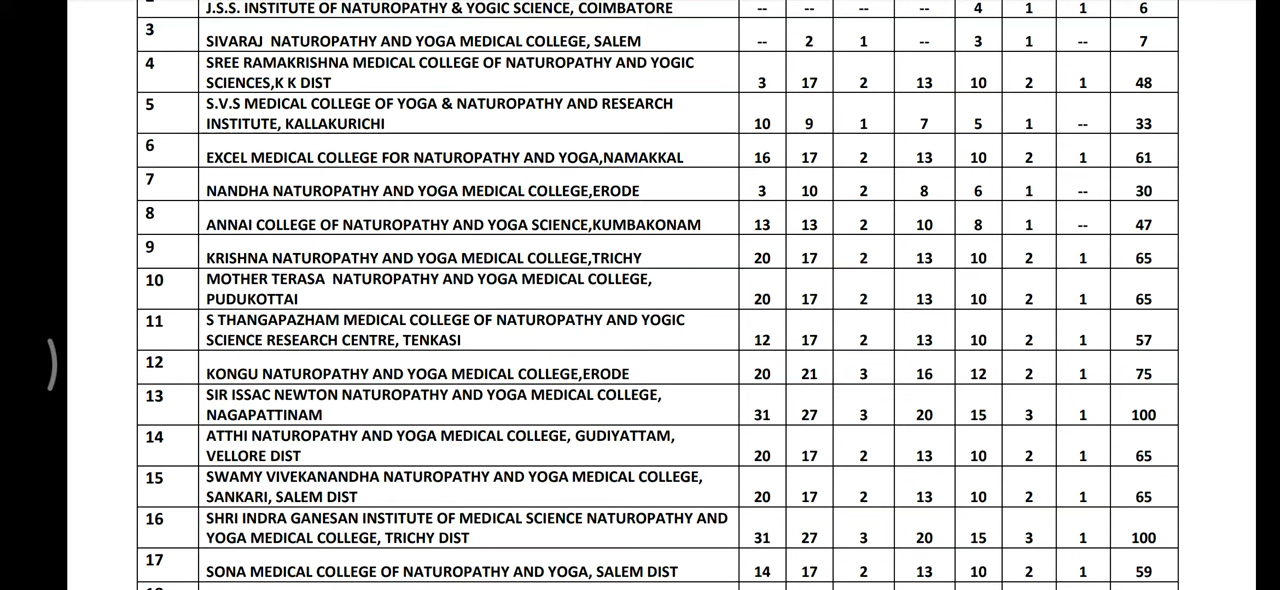 J.S.S. INSTITUTE OF NATUROPATHY & YOGIC SCIENCE, COIMBATORE -- -- -- -- 4 1 1 6
3 SIVARAJ NATUROPATHY AND YOGA MEDICAL COLLEGE, SALEM -- 2 1 -- 3 1 -- 7
4 SREE RAMAKRISHNA MEDICAL COLLEGE OF NATUROPATHY AND YOGIC
SCIENCES,K K DIST 3 17 2 13 10 2 1 48
5 S.V.S MEDICAL COLLEGE OF YOGA & NATUROPATHY AND RESEARCH
INSTITUTE, KALLAKURICHI 10 9 1 7 5 1 -- 33
6 EXCEL MEDICAL COLLEGE FOR NATUROPATHY AND YOGA,NAMAKKAL 16 17 2 13 10 2 1 61
7 NANDHA NATUROPATHY AND YOGA MEDICAL COLLEGE,ERODE 3 10 2 8 6 1 -- 30
8 ANNAI COLLEGE OF NATUROPATHY AND YOGA SCIENCE,KUMBAKONAM 13 13 2 10 8 1 -- 47
9 KRISHNA NATUROPATHY AND YOGA MEDICAL COLLEGE,TRICHY 20 17 2 13 10 2 1 65
10 MOTHER TERASA NATUROPATHY AND YOGA MEDICAL COLLEGE,
PUDUKOTTAI 20 17 2 13 10 2 1 65
11 S THANGAPAZHAM MEDICAL COLLEGE OF NATUROPATHY AND YOGIC
SCIENCE RESEARCH CENTRE, TENKASI 12 17 2 13 10 2 1 57
12 KONGU NATUROPATHY AND YOGA MEDICAL COLLEGE,ERODE 20 21 3 16 12 2 1 75
13 SIR ISSAC NEWTON NATUROPATHY AND YOGA MEDICAL COLLEGE,
NAGAPATTINAM 31 27 3 20 15 3 1 100
14 ATTHI NATUROPATHY AND YOGA MEDICAL COLLEGE, GUDIYATTAM,
VELLORE DIST 20 17 2 13 10 2 1 65
15 SWAMY VIVEKANANDHA NATUROPATHY AND YOGA MEDICAL COLLEGE,
SANKARI, SALEM DIST 20 17 2 13 10 2 1 65
16 SHRI INDRA GANESAN INSTITUTE OF MEDICAL SCIENCE NATUROPATHY AND
YOGA MEDICAL COLLEGE, TRICHY DIST 31 27 3 20 15 3 1 100
17 SONA MEDICAL COLLEGE OF NATUROPATHY AND YOGA, SALEM DIST 14 17 2 13 10 2 1 59